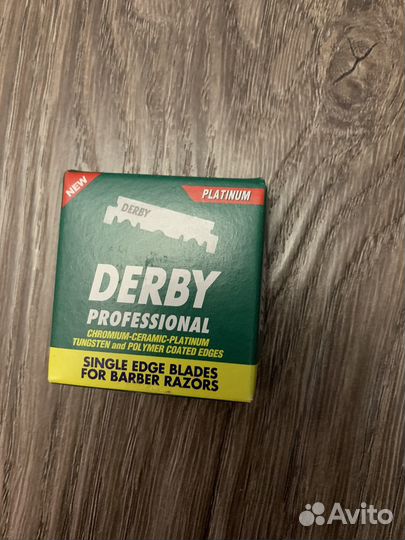 NEW
PLATINUM
DERBY
DERBY
PROFESSIONAL
CHROMIUM-CERAMIC-PLATINUM
TUNGSTEN and POLYMER COATED EDGES
SINGLE EDGE BLADES
FOR BARBER RAZORS
Avito